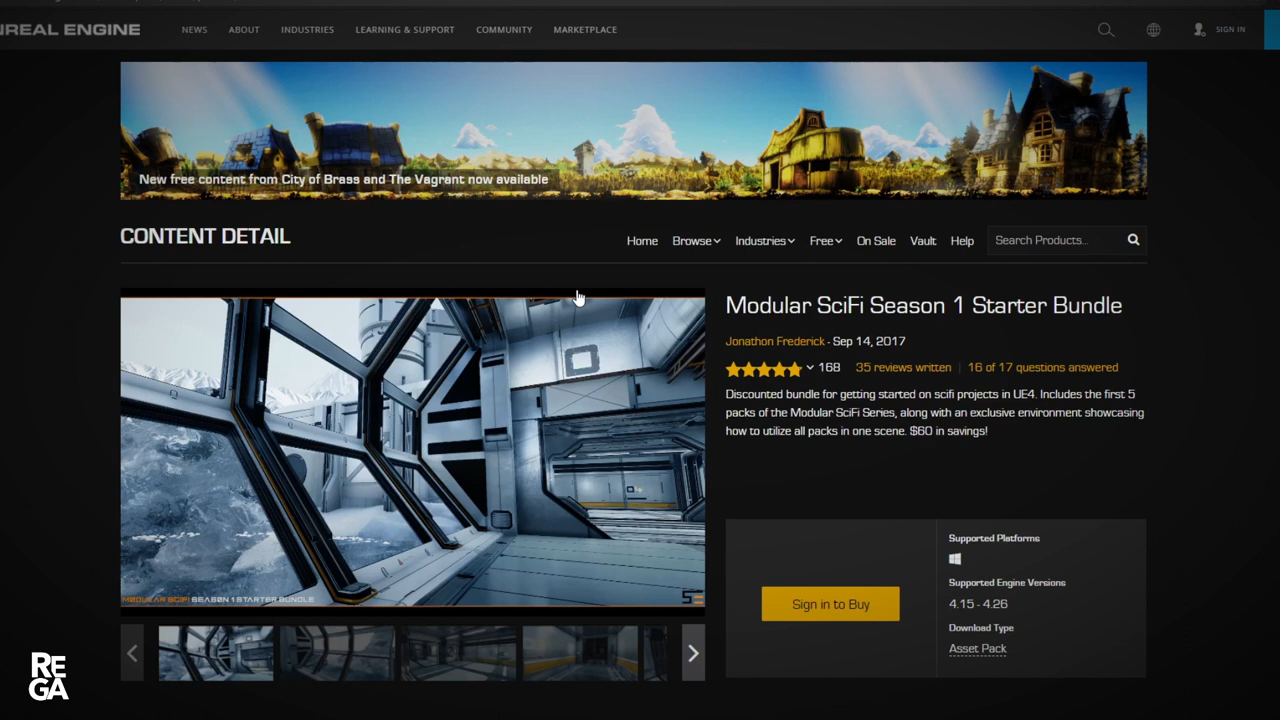 NREAL ENGINE
NEWS ABOUT INDUSTRIES LEARNING & SUPPORT COMMUNITY MARKETPLACE SIGN IN
New free content from City of Brass and The Vagrant now available
CONTENT DETAIL
Home Browse Industries Free On Sale Vault Help Search Products...
Modular SciFi Season 1 Starter Bundle
Jonathon Frederick - Sep 14, 2017
168 35 reviews written | 16 of 17 questions answered
Discounted bundle for getting started on scifi projects in UE4. Includes the first 5
packs of the Modular SciFi Series, along with an exclusive environment showcasing
how to utilize all packs in one scene. $60 in savings!
Sign in to Buy
Supported Platforms
Supported Engine Versions
4.15 - 4.26
Download Type
Asset Pack
MODULAR SCIFI SEASON 1 STARTER BUNDLE
RE
GA